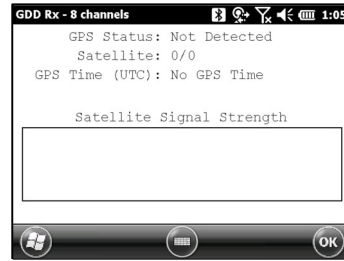 GDD Rx - 8 channels 1:05
GPS Status: Not Detected
Satellite: 0/0
GPS Time (UTC): No GPS Time
Satellite Signal Strength
OK